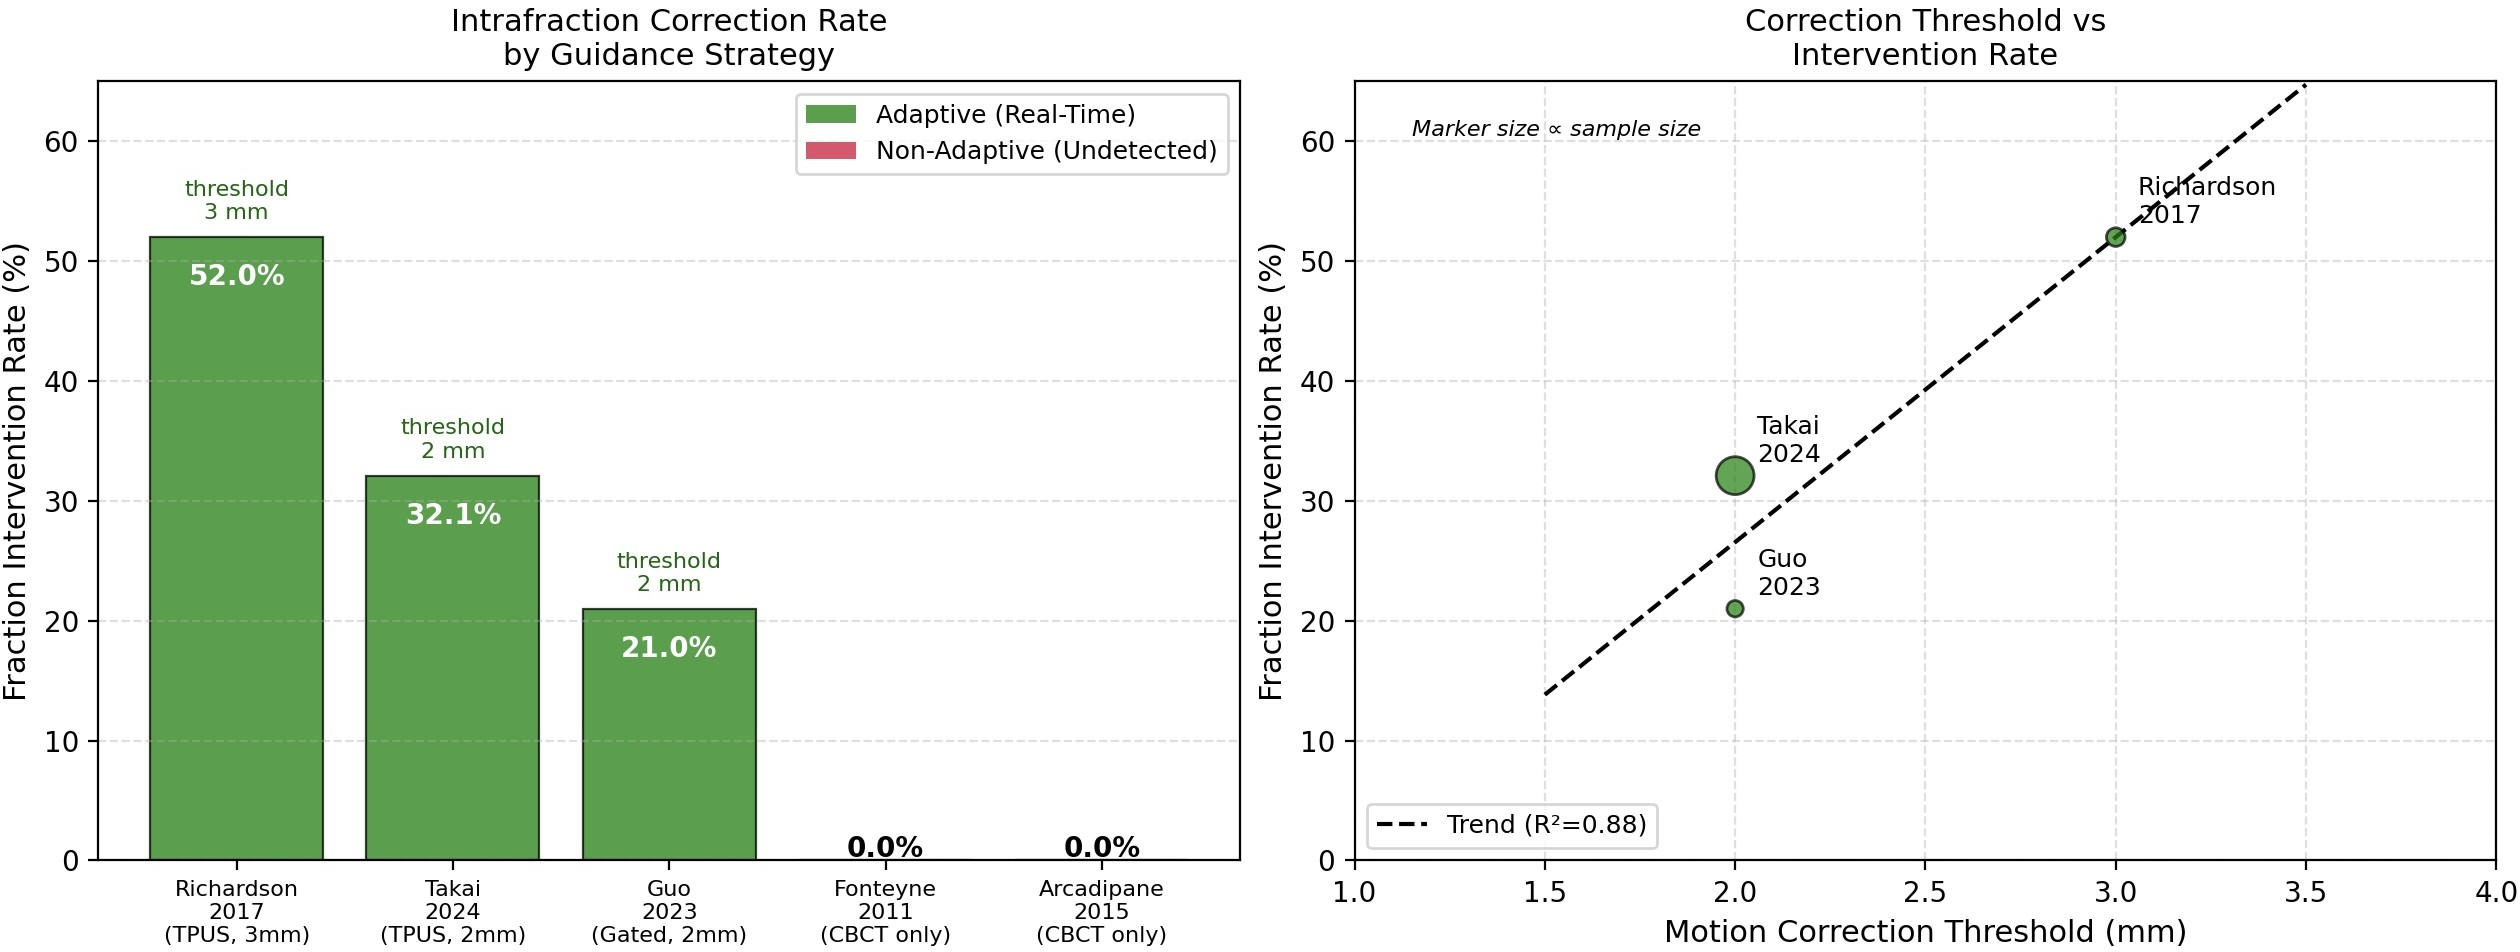 Intrafraction Correction Rate
by Guidance Strategy
Fraction Intervention Rate (%)
60
50
40
30
20
10
0
Adaptive (Real-Time)
Non-Adaptive (Undetected)
threshold
3 mm
52.0%
threshold
2 mm
32.1%
threshold
2 mm
21.0%
0.0%
0.0%
Richardson
2017
(TPUS, 3mm)
Takai
2024
(TPUS, 2mm)
Guo
2023
(Gated, 2mm)
Fonteyne
2011
(CBCT only)
Arcadipane
2015
(CBCT only)
Correction Threshold vs
Intervention Rate
Fraction Intervention Rate (%)
60
50
40
30
20
10
0
Marker size ∝ sample size
Richardson
2017
Takai
2024
Guo
2023
Trend (R²=0.88)
1.0 1.5 2.0 2.5 3.0 3.5 4.0
Motion Correction Threshold (mm)